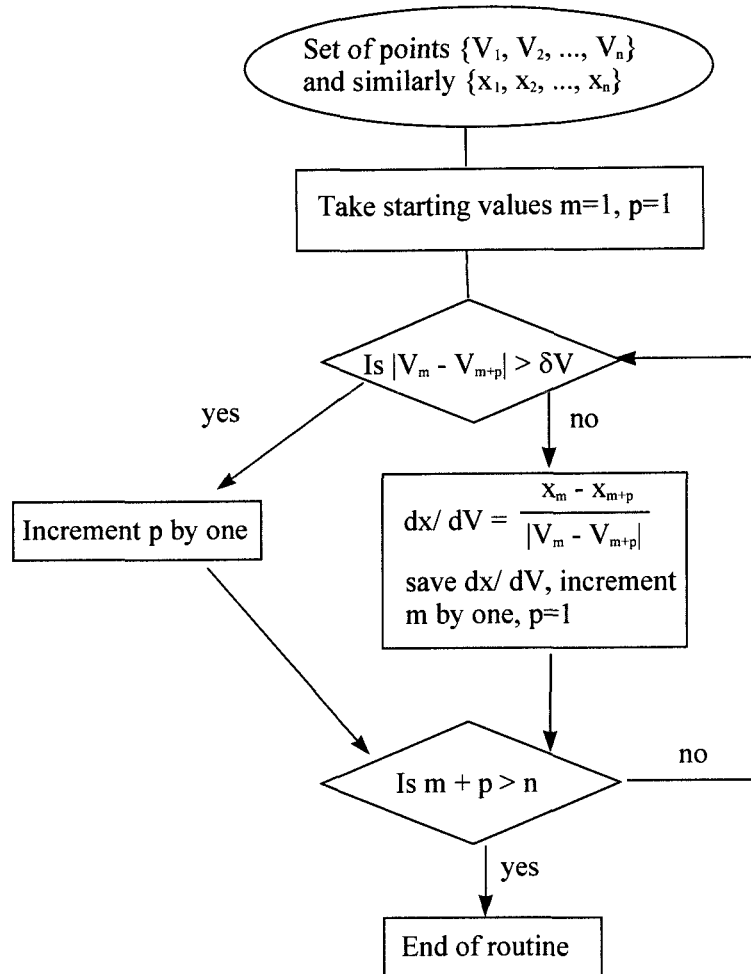 Set of points {V₁, V₂, ..., Vₙ}
and similarly {x₁, x₂, ..., xₙ}
Take starting values m=1, p=1
Is |Vₘ - Vₘ₊ₚ| > δV
yes
no
Increment p by one
dx/ dV = xₘ - xₘ₊ₚ
|Vₘ - Vₘ₊ₚ|
save dx/ dV, increment
m by one, p=1
Is m + p > n
no
yes
End of routine